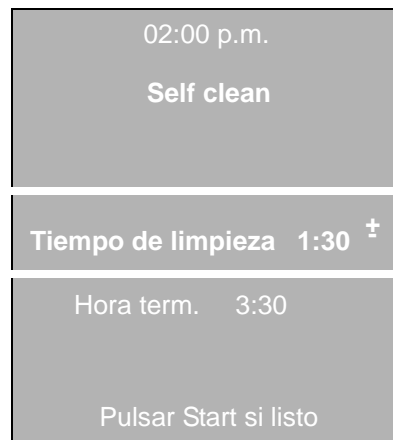 02:00 p.m.
Self clean
Tiempo de limpieza 1:30 ±
Hora term. 3:30
Pulsar Start si listo